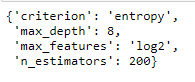 {'criterion': 'entropy',
'max_depth': 8,
'max_features': 'log2',
'n_estimators': 200}